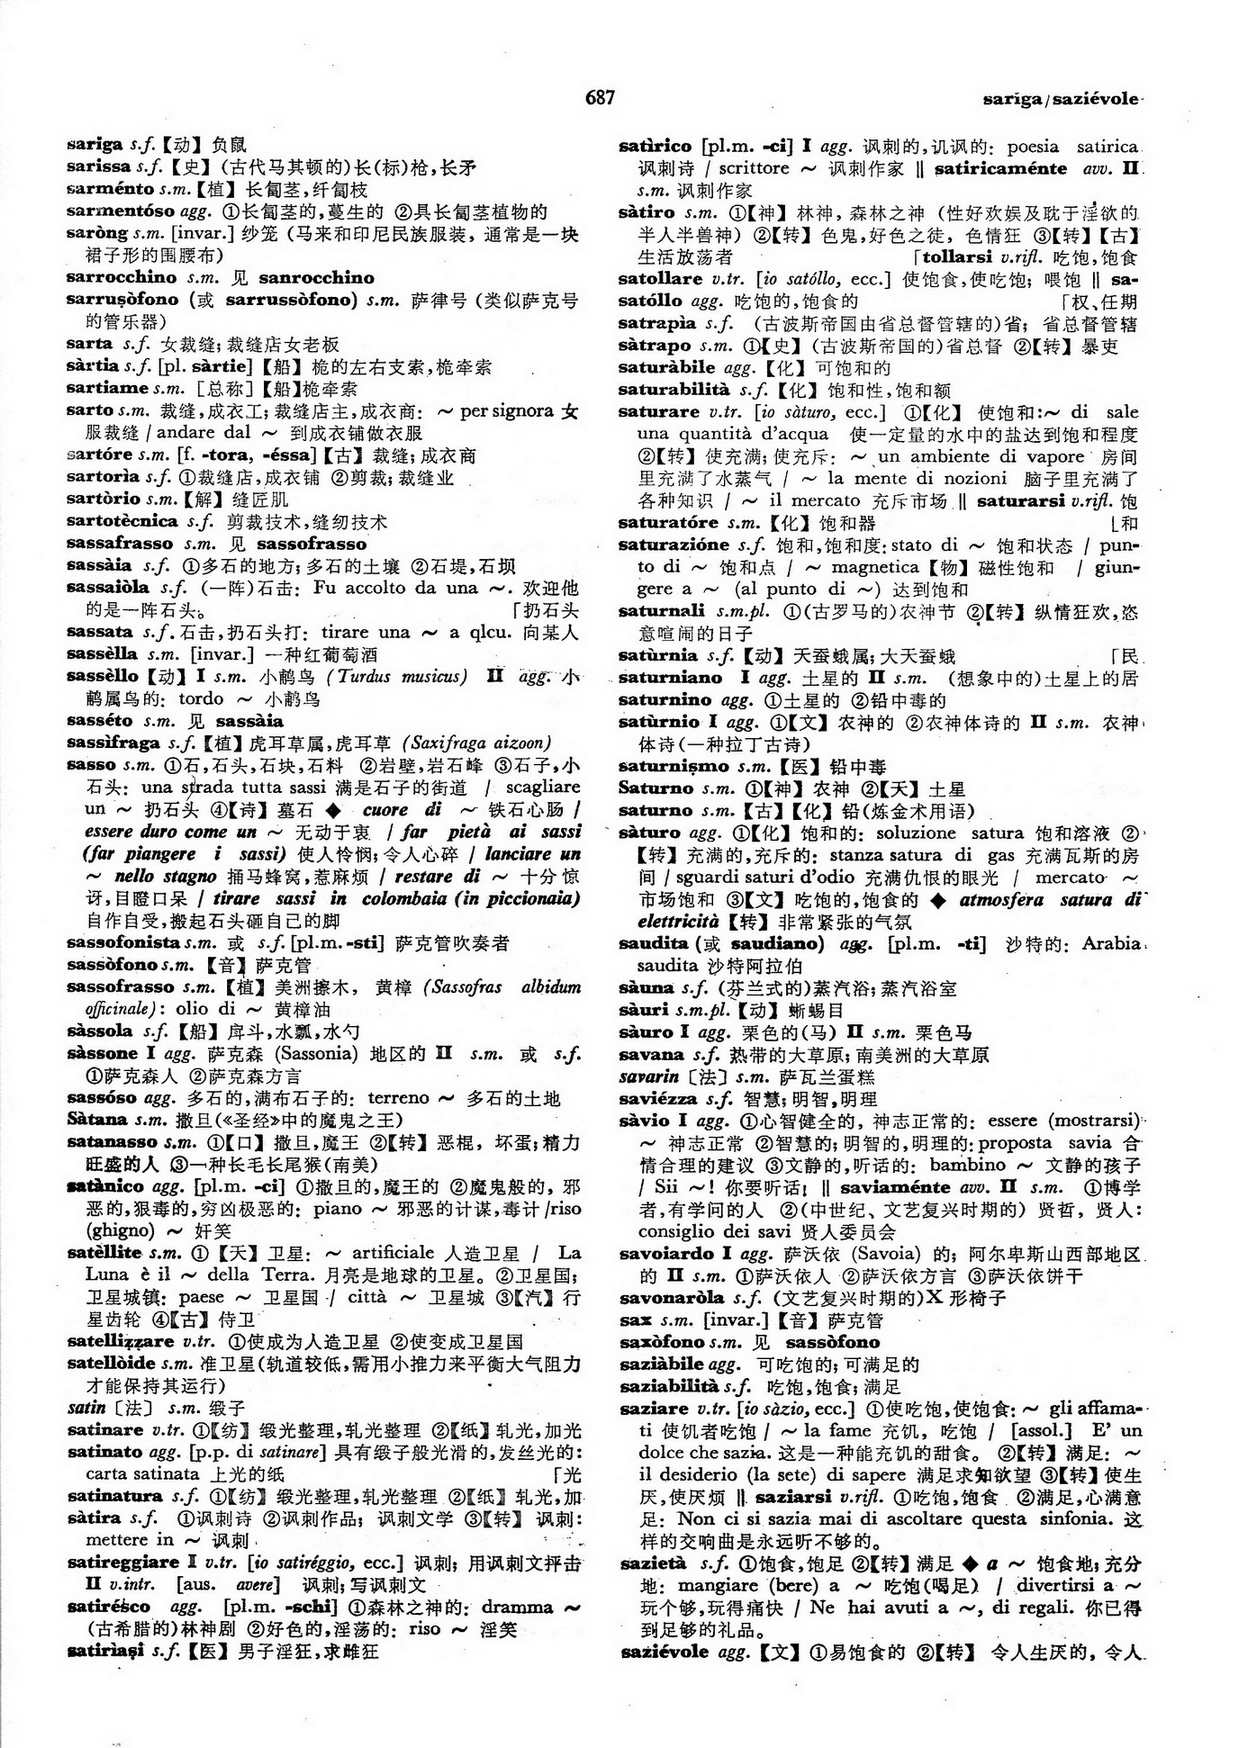 687
sariga/saziévole
sariga s.f.【动】负鼠
sarissa s.f.【史】(古代马其顿的)长(标)枪,长矛
sarménto s.m.【植】长匐茎,纤匐枝
sarmentóso agg. ①长匐茎的,蔓生的 ②具长匐茎植物的
saròng s.m. [invar.] 纱笼 (马来和印尼民族服装, 通常是一块
裙子形的围腰布)
sarrocchino s.m. 见 sanrocchino
sarruṣòfono (或 sarrussòfono) s.m. 萨律号 (类似萨克号
的管乐器)
sarta s.f. 女裁缝; 裁缝店女老板
sàrtia s.f. [pl. sàrtie]【船】桅的左右支索,桅牵索
sartiame s.m. [总称]【船】桅牵索
sarto s.m. 裁缝,成衣工; 裁缝店主,成衣商: ~ per signora 女
服裁缝 / andare dal ~ 到成衣铺做衣服
sartóre s.m. [f. -tora, -éssa]【古】裁缝; 成衣商
sartorìa s.f. ①裁缝店,成衣铺 ②剪裁; 裁缝业
sartòrio s.m.【解】缝匠肌
sartotècnica s.f. 剪裁技术,缝纫技术
sassafrasso s.m. 见 sassofrasso
sassàia s.f. ①多石的地方; 多石的土壤 ②石堤,石坝
sassaiòla s.f. (一阵)石击: Fu accolto da una ~. 欢迎他
的是一阵石头。 「扔石头
sassata s.f. 石击,扔石头打: tirare una ~ a qlcu. 向某人
sassèlla s.m. [invar.] 一种红葡萄酒
sassèllo【动】I s.m. 小鸫鸟 (Turdus musicus) II agg. 小
鸫属鸟的: tordo ~ 小鸫鸟
sasséto s.m. 见 sassàia
sassìfraga s.f.【植】虎耳草属,虎耳草 (Saxifraga aizoon)
sasso s.m. ①石,石头,石块,石料 ②岩壁,岩石峰 ③石子,小
石头: una strada tutta sassi 满是石子的街道 / scagliare
un ~ 扔石头 ④【诗】墓石 ◆ cuore di ~ 铁石心肠 /
essere duro come un ~ 无动于衷 / far pietà ai sassi
(far piangere i sassi) 使人怜悯; 令人心碎 / lanciare un
~ nello stagno 捅马蜂窝,惹麻烦 / restare di ~ 十分惊
讶,目瞪口呆 / tirare sassi in colombaia (in piccionaia)
自作自受,搬起石头砸自己的脚
sassofonista s.m. 或 s.f. [pl.m. -sti] 萨克管吹奏者
sassòfono s.m.【音】萨克管
sassofrasso s.m.【植】美洲檫木, 黄樟 (Sassofras albidum
officinale): olio di ~ 黄樟油
sàssola s.f.【船】戽斗,水瓢,水勺
sàssone I agg. 萨克森 (Sassonia) 地区的 II s.m. 或 s.f.
①萨克森人 ②萨克森方言
sassóso agg. 多石的,满布石子的: terreno ~ 多石的土地
Sàtana s.m. 撒旦(《圣经》中的魔鬼之王)
satanasso s.m. ①【口】撒旦,魔王 ②【转】恶棍, 坏蛋; 精力
旺盛的人 ③一种长毛长尾猴(南美)
satànico agg. [pl.m. -ci] ①撒旦的,魔王的 ②魔鬼般的, 邪
恶的,狠毒的,穷凶极恶的: piano ~ 邪恶的计谋,毒计 /riso
(ghigno) ~ 奸笑
satèllite s.m. ①【天】卫星: ~ artificiale 人造卫星 / La
Luna è il ~ della Terra. 月亮是地球的卫星。②卫星国;
卫星城镇: paese ~ 卫星国 / città ~ 卫星城 ③【汽】行
星齿轮 ④【古】侍卫
satelliẓẓare v.tr. ①使成为人造卫星 ②使变成卫星国
satellòide s.m. 准卫星(轨道较低,需用小推力来平衡大气阻力
才能保持其运行)
satin〔法〕s.m. 缎子
satinare v.tr. ①【纺】缎光整理,轧光整理 ②【纸】轧光,加光
satinato agg. [p.p. di satinare] 具有缎子般光滑的,发丝光的:
carta satinata 上光的纸 「光
satinatura s.f. ①【纺】缎光整理,轧光整理 ②【纸】轧光,加
sàtira s.f. ①讽刺诗 ②讽刺作品; 讽刺文学 ③【转】讽刺:
mettere in ~ 讽刺
satireggiare I v.tr. [io satiréggio, ecc.] 讽刺; 用讽刺文抨击
II v.intr. [aus. avere] 讽刺; 写讽刺文
satirésco agg. [pl.m. -schi] ①森林之神的: dramma ~
(古希腊的)林神剧 ②好色的,淫荡的: riso ~ 淫笑
satirìaṣi s.f.【医】男子淫狂,求雌狂
satìrico [pl.m. -ci] I agg. 讽刺的,讥讽的: poesia satirica
讽刺诗 / scrittore ~ 讽刺作家 ‖ satiricaménte avv. II
s.m. 讽刺作家
sàtiro s.m. ①【神】林神, 森林之神 (性好欢娱及耽于淫欲的
半人半兽神) ②【转】色鬼,好色之徒, 色情狂 ③【转】【古】
生活放荡者 「tollarsi v.rifl. 吃饱,饱食
satollare v.tr. [io satóllo, ecc.] 使饱食,使吃饱; 喂饱 ‖ sa-
satóllo agg. 吃饱的,饱食的 「权、任期
satrapìa s.f. (古波斯帝国由省总督管辖的)省; 省总督管辖
sàtrapo s.m. ①【史】(古波斯帝国的)省总督 ②【转】暴吏
saturàbile agg.【化】可饱和的
saturabilità s.f.【化】饱和性,饱和额
saturare v.tr. [io sàturo, ecc.] ①【化】使饱和:~ di sale
una quantità d'acqua 使一定量的水中的盐达到饱和程度
②【转】使充满; 使充斥: ~ un ambiente di vapore 房间
里充满了水蒸气 / ~ la mente di nozioni 脑子里充满了
各种知识 / ~ il mercato 充斥市场 ‖ saturarsi v.rifl. 饱
saturatóre s.m.【化】饱和器 ⌊和
saturazióne s.f. 饱和,饱和度: stato di ~ 饱和状态 / pun-
to di ~ 饱和点 / ~ magnetica【物】磁性饱和 / giun-
gere a ~ (al punto di ~) 达到饱和
saturnali s.m.pl. ①(古罗马的)农神节 ②【转】纵情狂欢,恣
意喧闹的日子
satùrnia s.f.【动】天蚕蛾属; 大天蚕蛾 「民
saturniano I agg. 土星的 II s.m. (想象中的)土星上的居
saturnino agg. ①土星的 ②铅中毒的
satùrnio I agg. ①【文】农神的 ②农神体诗的 II s.m. 农神
体诗(一种拉丁古诗)
saturniṣmo s.m.【医】铅中毒
Saturno s.m. ①【神】农神 ②【天】土星
saturno s.m.【古】【化】铅(炼金术用语)
sàturo agg. ①【化】饱和的: soluzione satura 饱和溶液 ②
【转】充满的,充斥的: stanza satura di gas 充满瓦斯的房
间 / sguardi saturi d'odio 充满仇恨的眼光 / mercato ~
市场饱和 ③【文】吃饱的,饱食的 ◆ atmosfera satura di
elettricità【转】非常紧张的气氛
saudita (或 saudiano) agg. [pl.m. -ti] 沙特的: Arabia
saudita 沙特阿拉伯
sàuna s.f. (芬兰式的)蒸汽浴; 蒸汽浴室
sàuri s.m.pl.【动】蜥蜴目
sàuro I agg. 栗色的(马) II s.m. 栗色马
savana s.f. 热带的大草原; 南美洲的大草原
savarin〔法〕s.m. 萨瓦兰蛋糕
saviézza s.f. 智慧; 明智,明理
sàvio I agg. ①心智健全的, 神志正常的: essere (mostrarsi)
~ 神志正常 ②智慧的; 明智的,明理的: proposta savia 合
情合理的建议 ③文静的,听话的: bambino ~ 文静的孩子
/ Sii ~! 你要听话! ‖ saviaménte avv. II s.m. ①博学
者,有学问的人 ②(中世纪、文艺复兴时期的) 贤哲, 贤人:
consiglio dei savi 贤人委员会
savoiardo I agg. 萨沃依 (Savoia) 的; 阿尔卑斯山西部地区
的 II s.m. ①萨沃依人 ②萨沃依方言 ③萨沃依饼干
savonaròla s.f. (文艺复兴时期的)X 形椅子
sax s.m. [invar.]【音】萨克管
saxòfono s.m. 见 sassòfono
saziàbile agg. 可吃饱的; 可满足的
saziabilità s.f. 吃饱,饱食; 满足
saziare v.tr. [io sàzio, ecc.] ①使吃饱,使饱食: ~ gli affama-
ti 使饥者吃饱 / ~ la fame 充饥, 吃饱 / [assol.] E' un
dolce che sazia. 这是一种能充饥的甜食。 ②【转】满足: ~
il desiderio (la sete) di sapere 满足求知欲望 ③【转】使生
厌,使厌烦 ‖ saziarsi v.rifl. ①吃饱,饱食 ②满足,心满意
足: Non ci si sazia mai di ascoltare questa sinfonia. 这
样的交响曲是永远听不够的。
sazietà s.f. ①饱食,饱足 ②【转】满足 ◆ a ~ 饱食地; 充分
地: mangiare (bere) a ~ 吃饱(喝足) / divertirsi a ~
玩个够,玩得痛快 / Ne hai avuti a ~, di regali. 你已得
到足够的礼品。
saziévole agg.【文】①易饱食的 ②【转】 令人生厌的, 令人